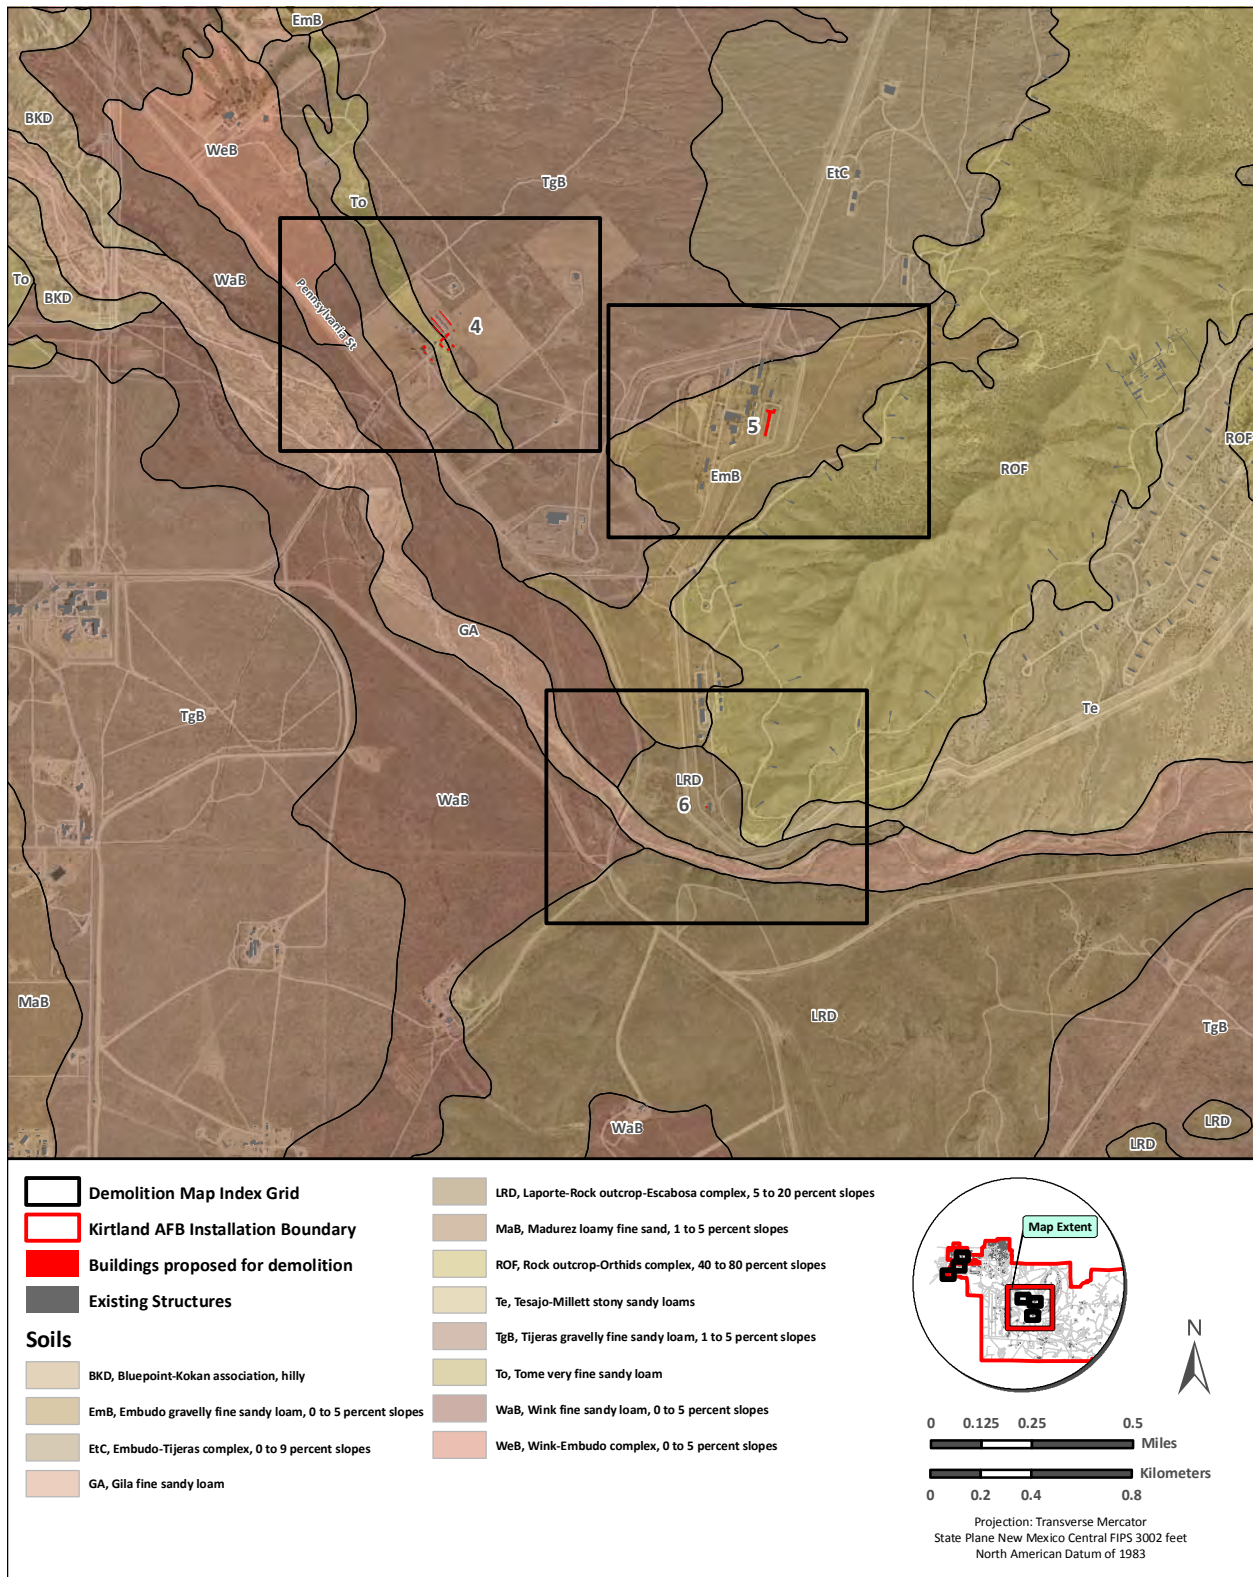 EmB
BKD
WeB
TgB
EtC
To
To
BKD
WaB
Pennsylvania St
4
5
EmB
ROF
ROF
GA
TgB
Te
WaB
LRD
6
MaB
LRD
TgB
WaB
LRD
LRD
Demolition Map Index Grid
Kirtland AFB Installation Boundary
Buildings proposed for demolition
Existing Structures
Soils
BKD, Bluepoint-Kokan association, hilly
EmB, Embudo gravelly fine sandy loam, 0 to 5 percent slopes
EtC, Embudo-Tijeras complex, 0 to 9 percent slopes
GA, Gila fine sandy loam
LRD, Laporte-Rock outcrop-Escabosa complex, 5 to 20 percent slopes
MaB, Madurez loamy fine sand, 1 to 5 percent slopes
ROF, Rock outcrop-Orthids complex, 40 to 80 percent slopes
Te, Tesajo-Millett stony sandy loams
TgB, Tijeras gravelly fine sandy loam, 1 to 5 percent slopes
To, Tome very fine sandy loam
WaB, Wink fine sandy loam, 0 to 5 percent slopes
WeB, Wink-Embudo complex, 0 to 5 percent slopes
Map Extent
N
0 0.125 0.25 0.5
Miles
Kilometers
0 0.2 0.4 0.8
Projection: Transverse Mercator
State Plane New Mexico Central FIPS 3002 feet
North American Datum of 1983